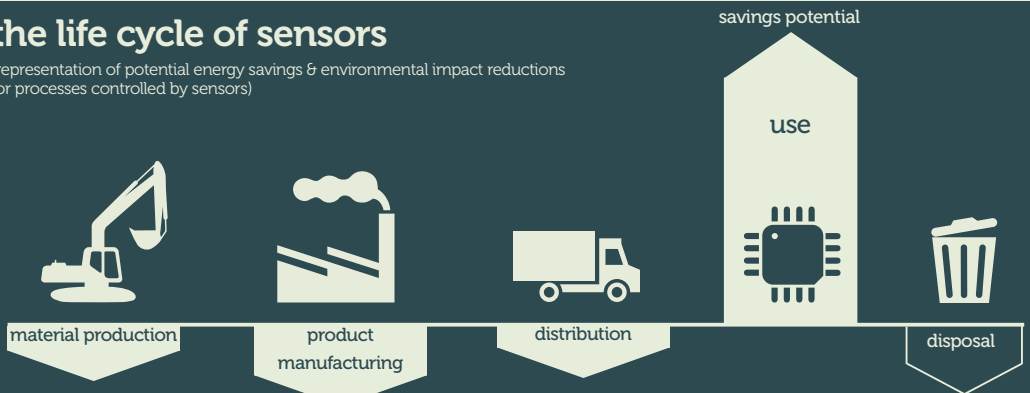 the life cycle of sensors
representation of potential energy savings & environmental impact reductions
or processes controlled by sensors)
savings potential
use
material production
product
manufacturing
distribution
disposal